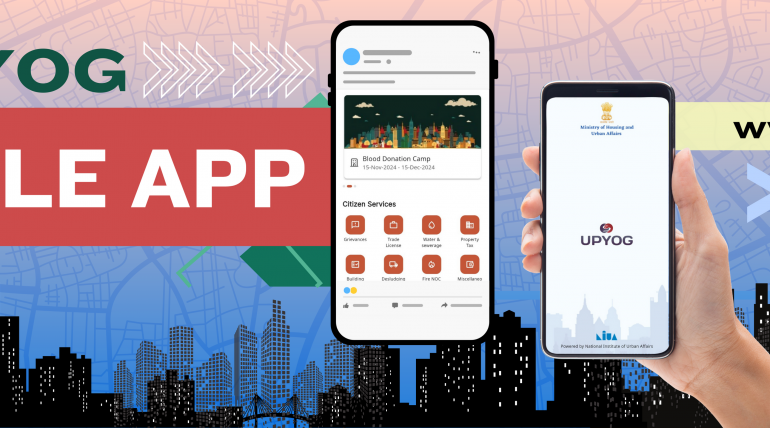 YOG
LE APP
Blood Donation Camp
15-Nov-2024 - 15-Dec-2024
Citizen Services
Grievances
Trade License
Water & sewerage
Property Tax
Building
Desludging
Fire NOC
Miscellaneo
Ministry of Housing and
Urban Affairs
UPYOG
NIUA
Powered by National Institute of Urban Affairs
w